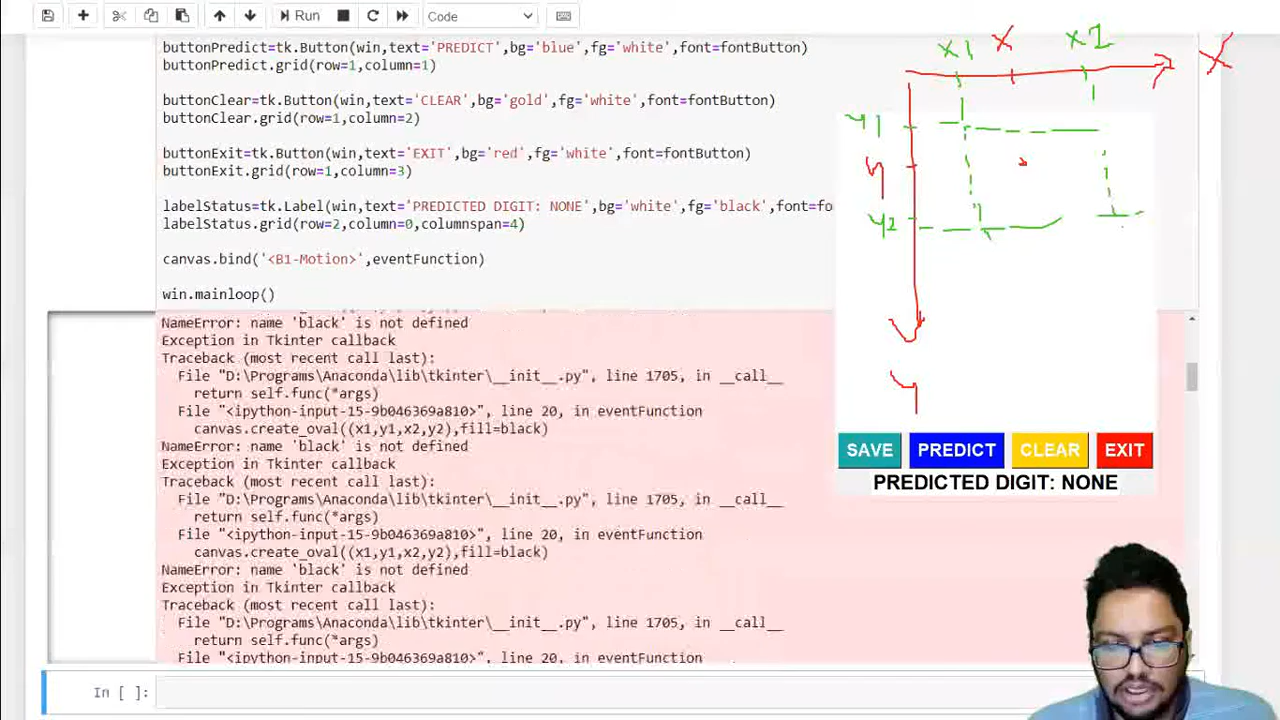 Run
Code
buttonPredict=tk.Button(win,text='PREDICT',bg='blue',fg='white',font=fontButton)
buttonPredict.grid(row=1,column=1)
buttonClear=tk.Button(win,text='CLEAR',bg='gold',fg='white',font=fontButton)
buttonClear.grid(row=1,column=2)
buttonExit=tk.Button(win,text='EXIT',bg='red',fg='white',font=fontButton)
buttonExit.grid(row=1,column=3)
labelStatus=tk.Label(win,text='PREDICTED DIGIT: NONE',bg='white',fg='black',font=fo
labelStatus.grid(row=2,column=0,columnspan=4)
canvas.bind('<B1-Motion>',eventFunction)
win.mainloop()
x1 x x2
X
y1
y
y2
y
SAVE PREDICT CLEAR EXIT
PREDICTED DIGIT: NONE
NameError: name 'black' is not defined
Exception in Tkinter callback
Traceback (most recent call last):
File "D:\Programs\Anaconda\lib\tkinter\__init__.py", line 1705, in __call__
return self.func(*args)
File "<ipython-input-15-9b046369a810>", line 20, in eventFunction
canvas.create_oval((x1,y1,x2,y2),fill=black)
NameError: name 'black' is not defined
Exception in Tkinter callback
Traceback (most recent call last):
File "D:\Programs\Anaconda\lib\tkinter\__init__.py", line 1705, in __call__
return self.func(*args)
File "<ipython-input-15-9b046369a810>", line 20, in eventFunction
canvas.create_oval((x1,y1,x2,y2),fill=black)
NameError: name 'black' is not defined
Exception in Tkinter callback
Traceback (most recent call last):
File "D:\Programs\Anaconda\lib\tkinter\__init__.py", line 1705, in __call__
return self.func(*args)
File "<ipython-input-15-9b046369a810>", line 20, in eventFunction
In [ ]: